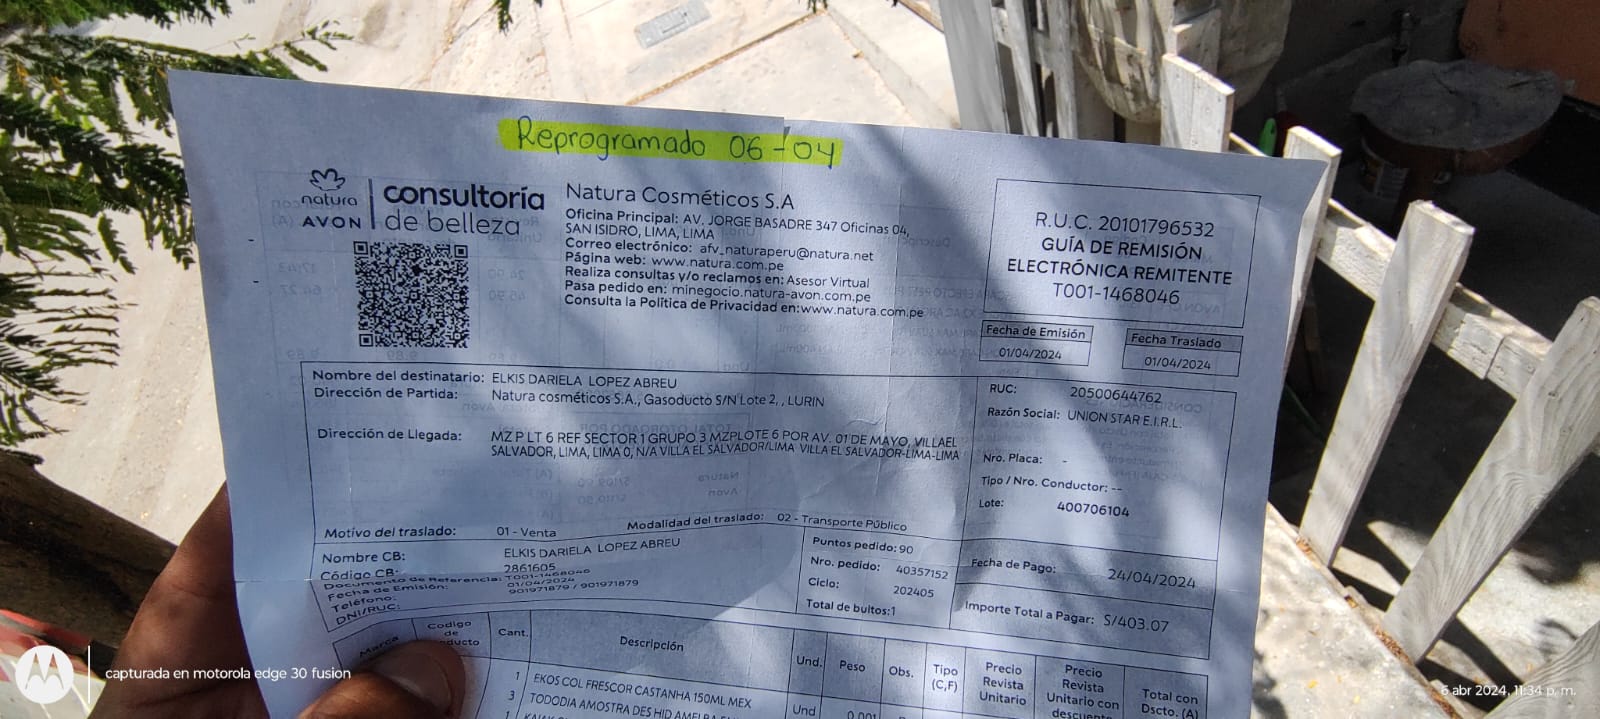 Reprogramado 06-04
natura
AVON
consultoría
de belleza
Natura Cosméticos S.A
Oficina Principal: AV. JORGE BASADRE 347 Oficinas 04,
SAN ISIDRO, LIMA, LIMA
Correo electrónico: afv_naturaperu@natura.net
Página web: www.natura.com.pe
Realiza consultas y/o reclamos en: Asesor Virtual
Pasa pedido en: minegocio.natura-avon.com.pe
Consulta la Política de Privacidad en: www.natura.com.pe
R.U.C. 20101796532
GUÍA DE REMISIÓN
ELECTRÓNICA REMITENTE
T001-1468046
Fecha de Emisión
01/04/2024
Fecha Traslado
01/04/2024
Nombre del destinatario: ELKIS DARIELA LOPEZ ABREU
Dirección de Partida: Natura cosméticos S.A., Gasoducto S/N Lote 2, , LURIN
Dirección de Llegada: MZ P LT 6 REF SECTOR 1 GRUPO 3 MZPLOTE 6 POR AV. 01 DE MAYO, VILLAEL
SALVADOR, LIMA, LIMA 0, N/A VILLA EL SALVADOR/LIMA VILLA EL SALVADOR-LIMA-LIMA
Motivo del traslado: 01 - Venta
Modalidad del traslado: 02 - Transporte Público
RUC: 20500644762
Razón Social: UNION STAR E.I.R.L.
Nro. Placa: -
Tipo / Nro. Conductor: --
Lote: 400706104
Nombre CB: ELKIS DARIELA LOPEZ ABREU
Código CB: 2861605
Documento de Referencia: T001-1468046
Fecha de Emisión: 01/04/2024
Teléfono: 901971879 / 901971879
DNI/RUC:
Puntos pedido: 90
Nro. pedido: 40357152
Ciclo: 202405
Total de bultos: 1
Fecha de Pago: 24/04/2024
Importe Total a Pagar: S/403.07
Marca
Codigo
de
Cant.
Descripción
Und.
Peso
Obs.
Tipo
(C,F)
Precio
Revista
Unitario
Precio
Revista
Unitario con
descuento
Total con
Dscto. (A)
1 EKOS COL FRESCOR CASTANHA 150ML MEX
3 TODODIA AMOSTRA DES HID
Und 0.001
capturada en motorola edge 30 fusion
6 abr 2024, 11:34 p. m.